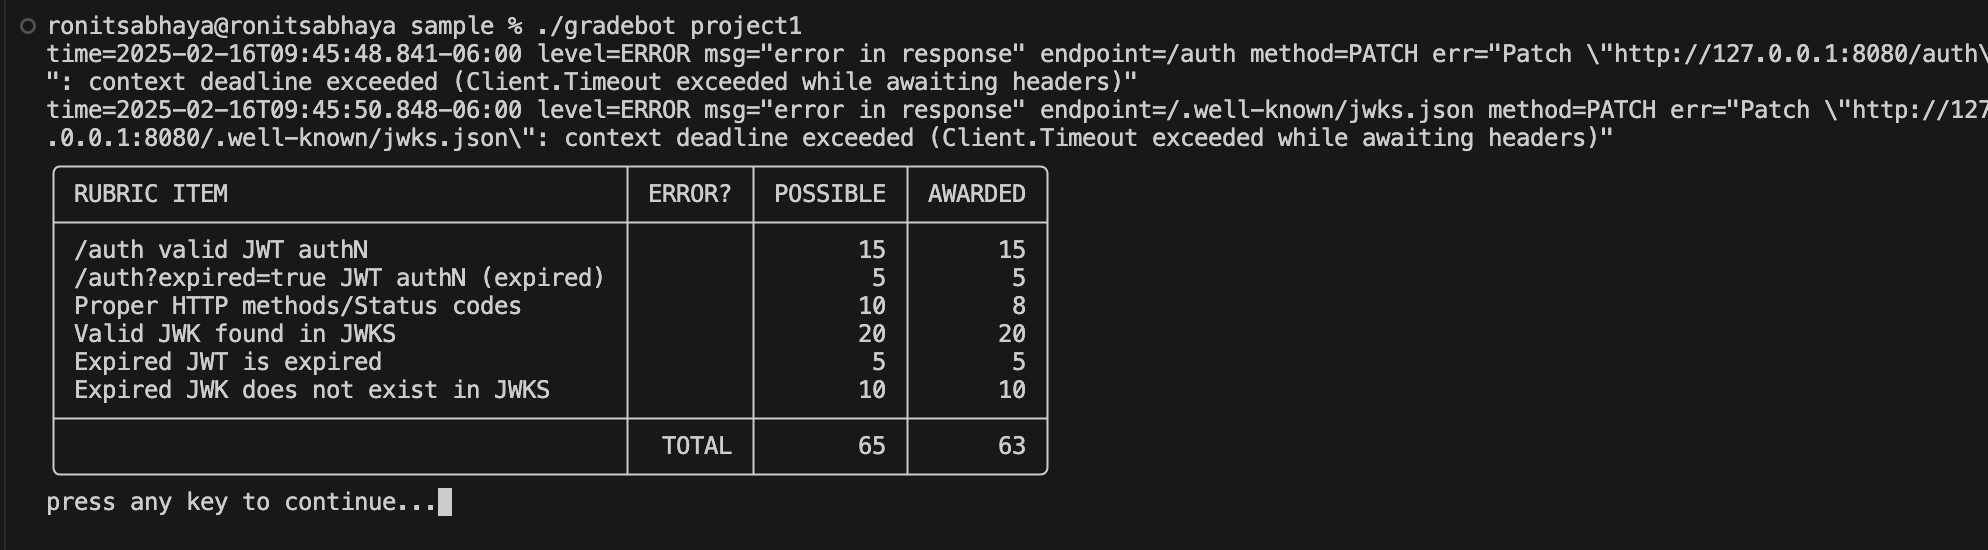 ronitsabhaya@ronitsabhaya sample % ./gradebot project1
time=2025-02-16T09:45:48.841-06:00 level=ERROR msg="error in response" endpoint=/auth method=PATCH err="Patch \"http://127.0.0.1:8080/auth\
": context deadline exceeded (Client.Timeout exceeded while awaiting headers)"
time=2025-02-16T09:45:50.848-06:00 level=ERROR msg="error in response" endpoint=/.well-known/jwks.json method=PATCH err="Patch \"http://127
.0.0.1:8080/.well-known/jwks.json\": context deadline exceeded (Client.Timeout exceeded while awaiting headers)"
RUBRIC ITEM ERROR? POSSIBLE AWARDED
/auth valid JWT authN 15 15
/auth?expired=true JWT authN (expired) 5 5
Proper HTTP methods/Status codes 10 8
Valid JWK found in JWKS 20 20
Expired JWT is expired 5 5
Expired JWK does not exist in JWKS 10 10
TOTAL 65 63
press any key to continue...